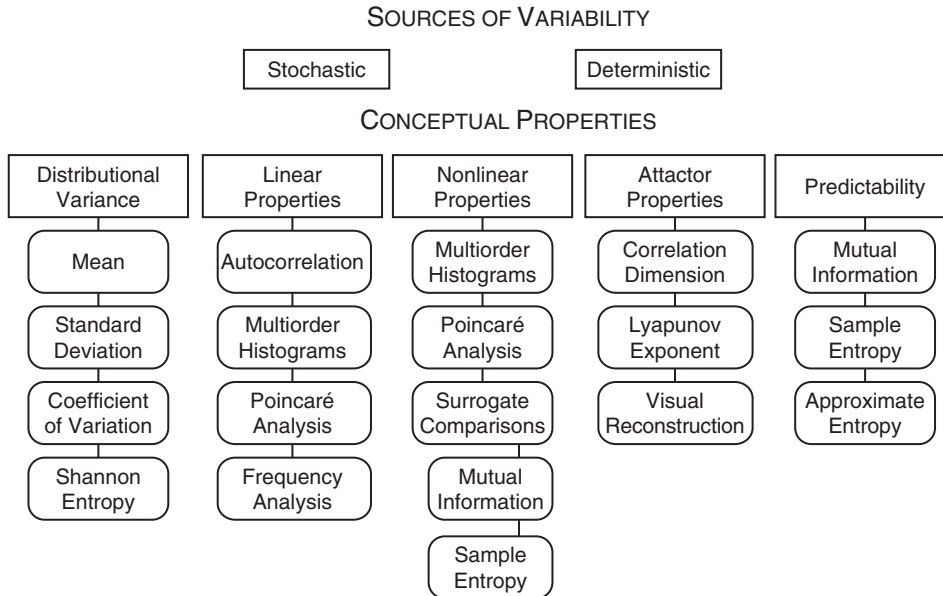 SOURCES OF VARIABILITY
Stochastic
Deterministic
CONCEPTUAL PROPERTIES
Distributional
Variance
Mean
Standard
Deviation
Coefficient
of Variation
Shannon
Entropy
Linear
Properties
Autocorrelation
Multiorder
Histograms
Poincaré
Analysis
Frequency
Analysis
Nonlinear
Properties
Multiorder
Histograms
Poincaré
Analysis
Surrogate
Comparisons
Mutual
Information
Sample
Entropy
Attactor
Properties
Correlation
Dimension
Lyapunov
Exponent
Visual
Reconstruction
Predictability
Mutual
Information
Sample
Entropy
Approximate
Entropy